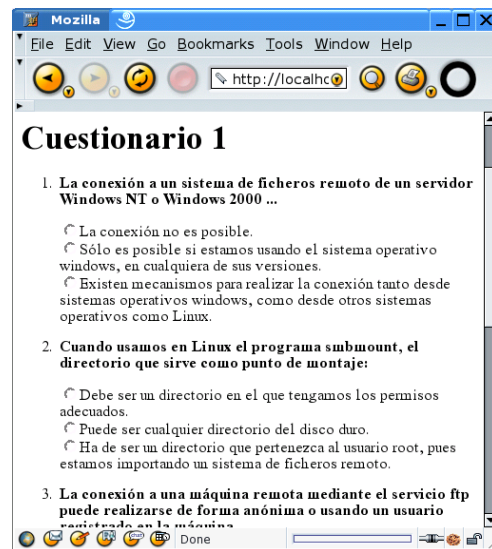 Mozilla
File Edit View Go Bookmarks Tools Window Help
http://localhc
Cuestionario 1
1. La conexión a un sistema de ficheros remoto de un servidor
Windows NT o Windows 2000 ...
La conexión no es posible.
Sólo es posible si estamos usando el sistema operativo
windows, en cualquiera de sus versiones.
Existen mecanismos para realizar la conexión tanto desde
sistemas operativos windows, como desde otros sistemas
operativos como Linux.
2. Cuando usamos en Linux el programa smbmount, el
directorio que sirve como punto de montaje:
Debe ser un directorio en el que tengamos los permisos
adecuados.
Puede ser cualquier directorio del disco duro.
Ha de ser un directorio que pertenezca al usuario root, pues
estamos importando un sistema de ficheros remoto.
3. La conexión a una máquina remota mediante el servicio ftp
puede realizarse de forma anónima o usando un usuario
registrado en la máquina
Done